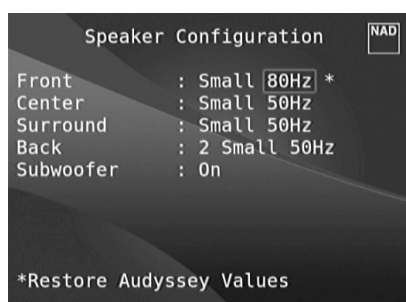 Speaker Configuration
NAD
Front : Small 80Hz *
Center : Small 50Hz
Surround : Small 50Hz
Back : 2 Small 50Hz
Subwoofer : On
*Restore Audyssey Values